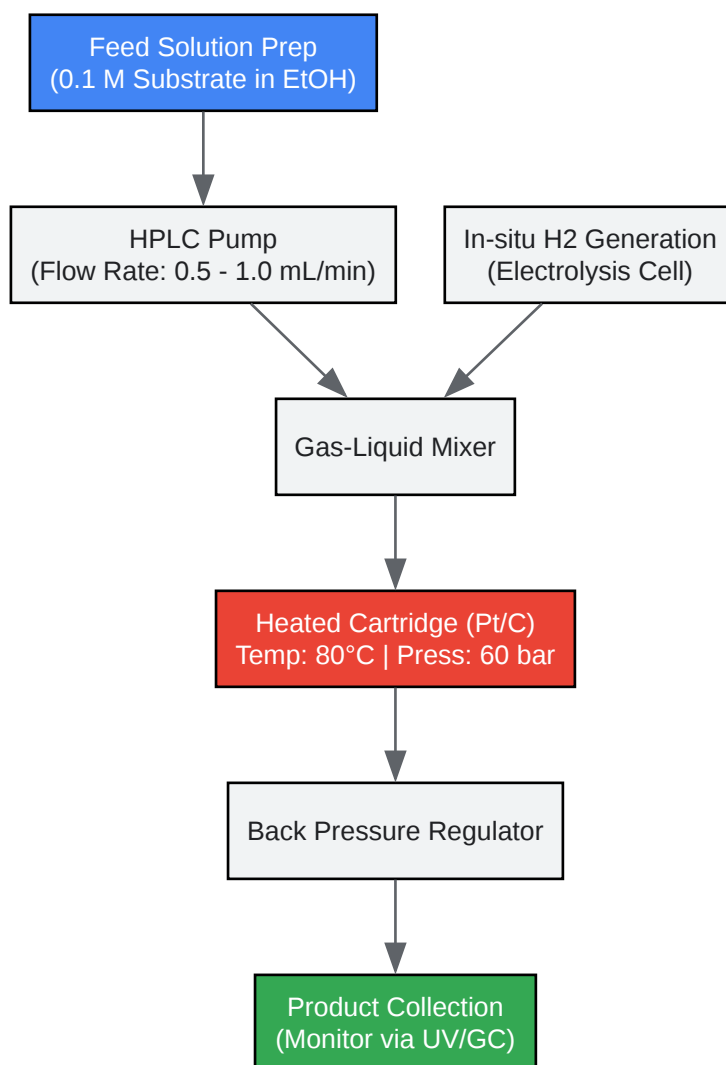 Feed Solution Prep
(0.1 M Substrate in EtOH)
HPLC Pump
(Flow Rate: 0.5 - 1.0 mL/min)
In-situ H2 Generation
(Electrolysis Cell)
Gas-Liquid Mixer
Heated Cartridge (Pt/C)
Temp: 80°C | Press: 60 bar
Back Pressure Regulator
Product Collection
(Monitor via UV/GC)